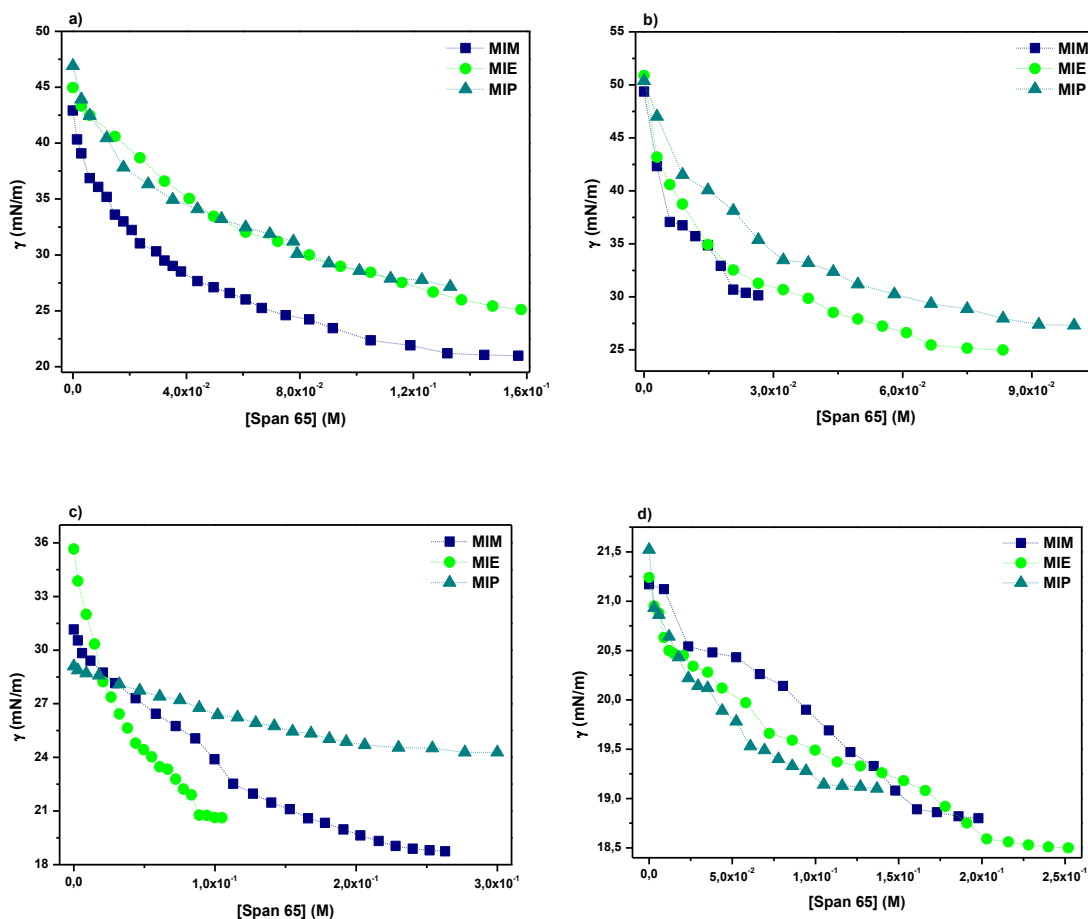 a)
50
45
40
35
30
25
20
γ (mN/m)
MIM
MIE
MIP
0,0
4,0x10⁻²
8,0x10⁻²
1,2x10⁻¹
1,6x10⁻¹
[Span 65] (M)
b)
55
50
45
40
35
30
25
γ (mN/m)
MIM
MIE
MIP
0,0
3,0x10⁻²
6,0x10⁻²
9,0x10⁻²
[Span 65] (M)
c)
36
33
30
27
24
21
18
γ (mN/m)
MIM
MIE
MIP
0,0
1,0x10⁻¹
2,0x10⁻¹
3,0x10⁻¹
[Span 65] (M)
d)
21,5
21,0
20,5
20,0
19,5
19,0
18,5
γ (mN/m)
MIM
MIE
MIP
0,0
5,0x10⁻²
1,0x10⁻¹
1,5x10⁻¹
2,0x10⁻¹
2,5x10⁻¹
[Span 65] (M)